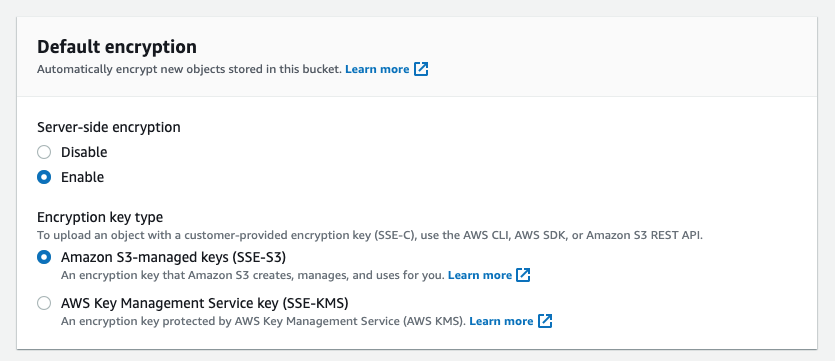 Default encryption
Automatically encrypt new objects stored in this bucket. Learn more
Server-side encryption
Disable
Enable
Encryption key type
To upload an object with a customer-provided encryption key (SSE-C), use the AWS CLI, AWS SDK, or Amazon S3 REST API.
Amazon S3-managed keys (SSE-S3)
An encryption key that Amazon S3 creates, manages, and uses for you. Learn more
AWS Key Management Service key (SSE-KMS)
An encryption key protected by AWS Key Management Service (AWS KMS). Learn more